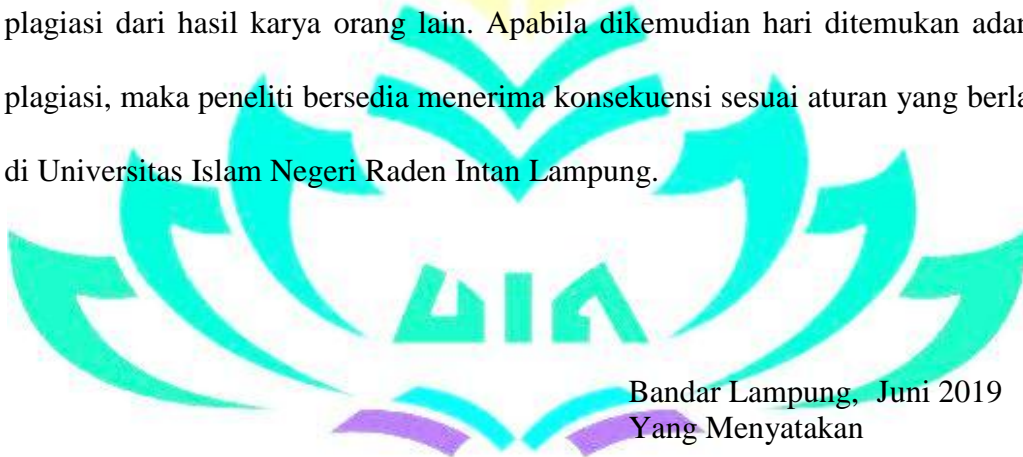 plagiasi dari hasil karya orang lain. Apabila dikemudian hari ditemukan adan
plagiasi, maka peneliti bersedia menerima konsekuensi sesuai aturan yang berla
di Universitas Islam Negeri Raden Intan Lampung.
UIN
Bandar Lampung, Juni 2019
Yang Menyatakan